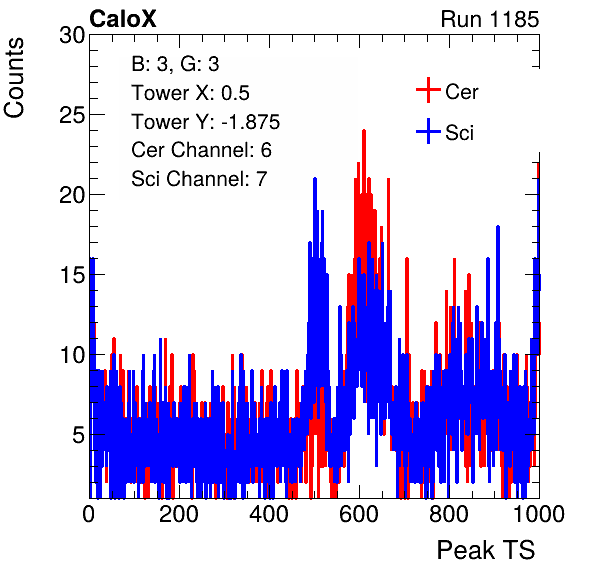 CaloX Run 1185
Counts
30
25
20
15
10
5
B: 3, G: 3
Tower X: 0.5
Tower Y: -1.875
Cer Channel: 6
Sci Channel: 7
Cer
Sci
0 200 400 600 800 1000
Peak TS